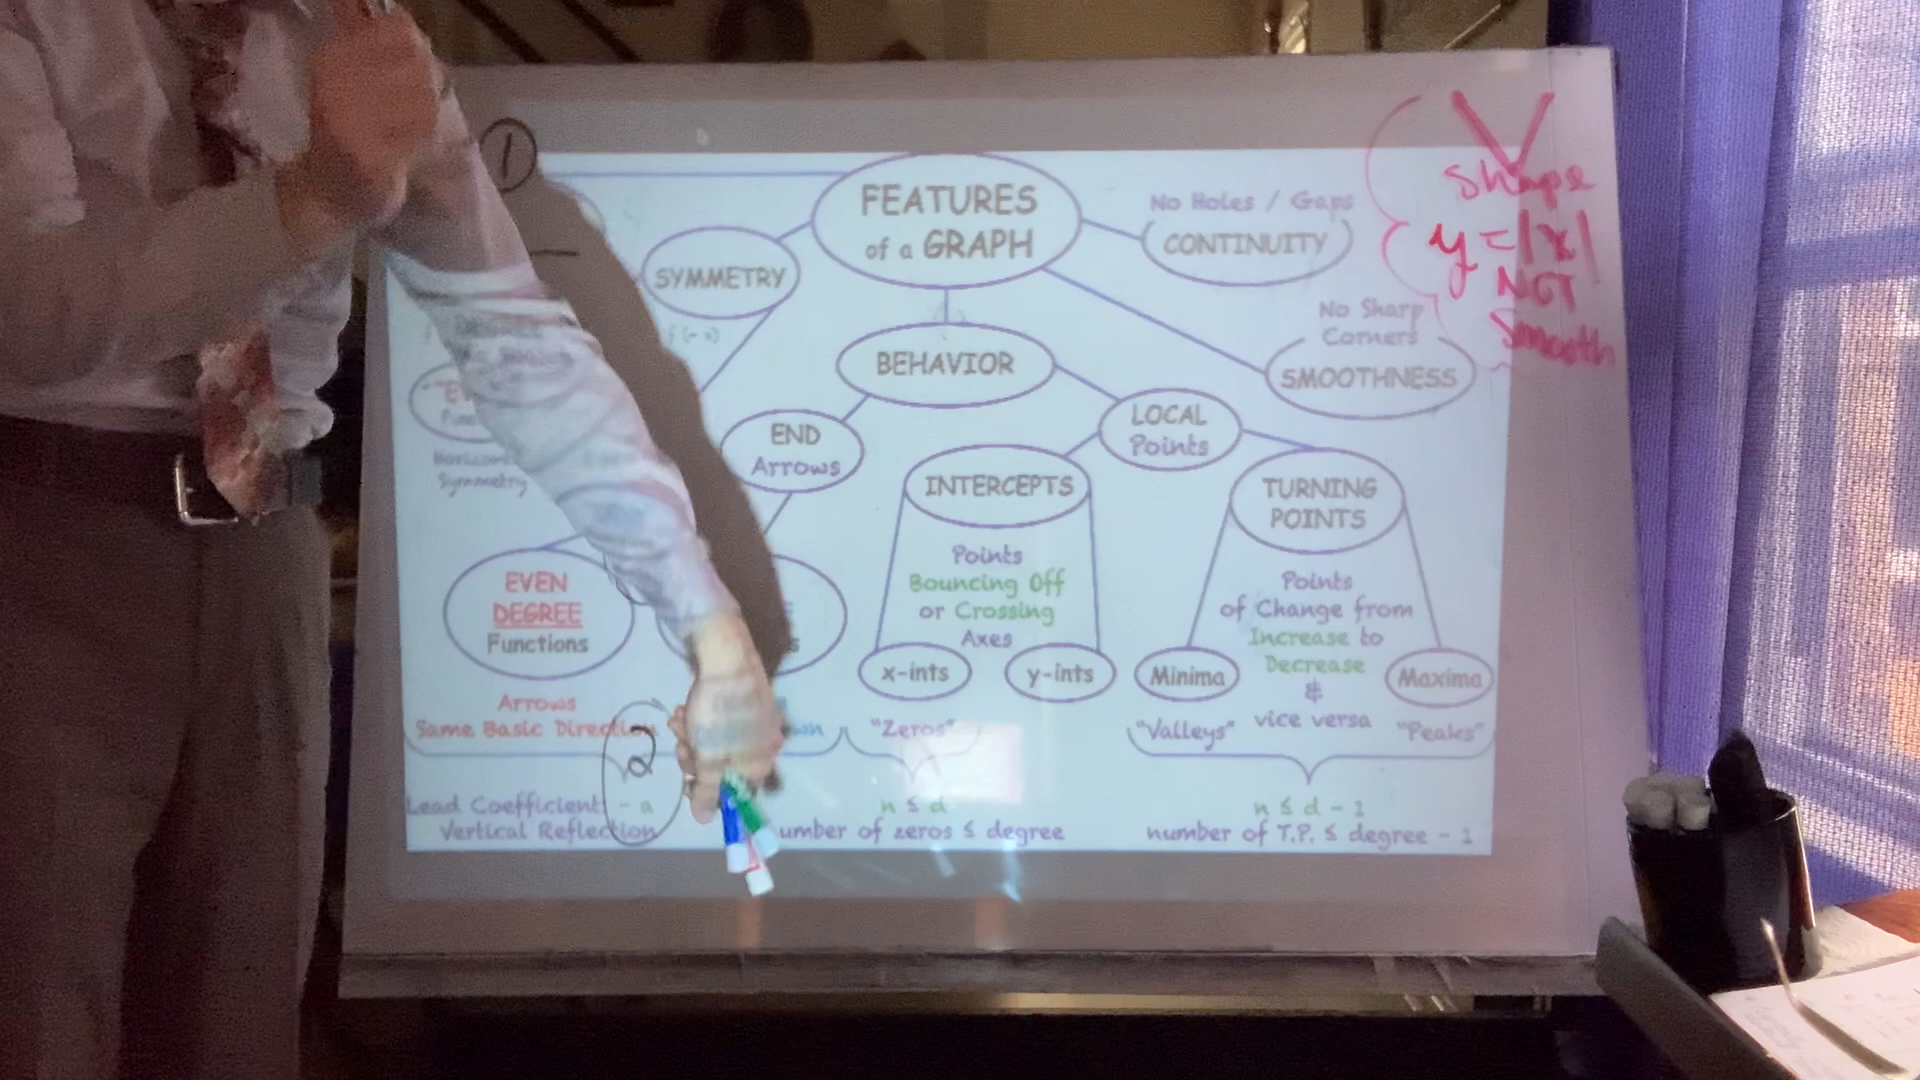 1
FEATURES
of a GRAPH
No Holes / Gaps
CONTINUITY
V
shape
y = |x|
NOT
Smooth
SYMMETRY
f (- x)
No Sharp
Corners
SMOOTHNESS
BEHAVIOR
LOCAL
Points
END
Arrows
INTERCEPTS
TURNING
POINTS
Symmetry
EVEN
DEGREE
Functions
Points
Bouncing Off
or Crossing
Axes
Points
of Change from
Increase to
Decrease
&
vice versa
x-ints
y-ints
Minima
Maxima
Arrows
Same Basic Direction
2
"Zeros"
"Valleys"
"Peaks"
Lead Coefficient: - a
Vertical Reflection
n ≤ d
umber of zeros ≤ degree
n ≤ d - 1
number of T.P. ≤ degree - 1